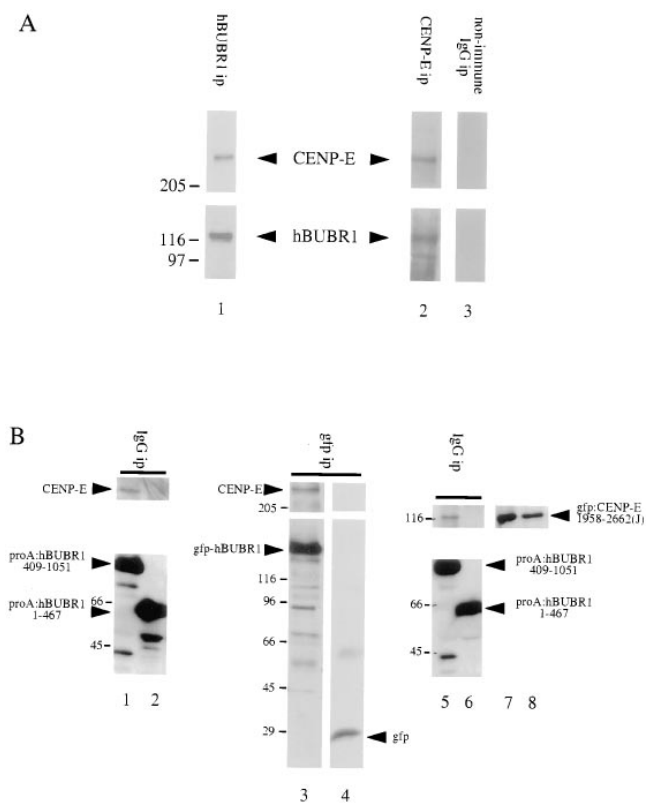 A
hBUBR1 ip
CENP-E ip
non-immune
IgG ip
CENP-E
205
hBUBR1
116
97
1
2
3
B
IgG ip
CENP-E
proA:hBUBR1
409-1051
proA:hBUBR1
1-467
66
45
1
2
gfp ip
CENP-E
205
gfp-hBUBR1
116
96
66
45
29
gfp
3
4
IgG ip
116
gfp:CENP-E
1958-2662(J)
proA:hBUBR1
409-1051
66
proA:hBUBR1
1-467
45
5
6
7
8